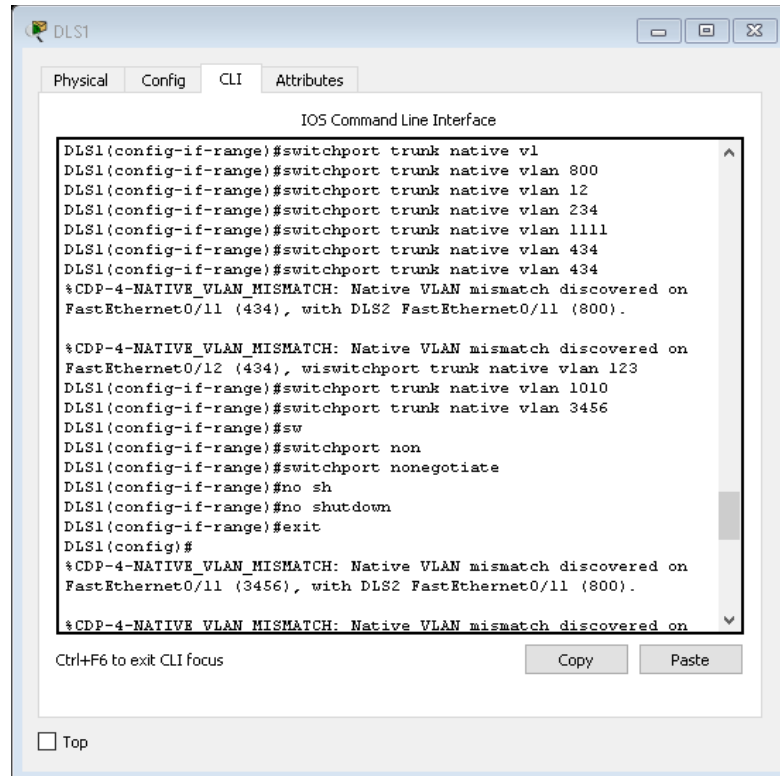 DLS1
Physical Config CLI Attributes
IOS Command Line Interface
DLS1(config-if-range)#switchport trunk native vl
DLS1(config-if-range)#switchport trunk native vlan 800
DLS1(config-if-range)#switchport trunk native vlan 12
DLS1(config-if-range)#switchport trunk native vlan 234
DLS1(config-if-range)#switchport trunk native vlan 1111
DLS1(config-if-range)#switchport trunk native vlan 434
DLS1(config-if-range)#switchport trunk native vlan 434
%CDP-4-NATIVE_VLAN_MISMATCH: Native VLAN mismatch discovered on
FastEthernet0/11 (434), with DLS2 FastEthernet0/11 (800).
%CDP-4-NATIVE_VLAN_MISMATCH: Native VLAN mismatch discovered on
FastEthernet0/12 (434), wiswitchport trunk native vlan 123
DLS1(config-if-range)#switchport trunk native vlan 1010
DLS1(config-if-range)#switchport trunk native vlan 3456
DLS1(config-if-range)#sw
DLS1(config-if-range)#switchport non
DLS1(config-if-range)#switchport nonegotiate
DLS1(config-if-range)#no sh
DLS1(config-if-range)#no shutdown
DLS1(config-if-range)#exit
DLS1(config)#
%CDP-4-NATIVE_VLAN_MISMATCH: Native VLAN mismatch discovered on
FastEthernet0/11 (3456), with DLS2 FastEthernet0/11 (800).
%CDP-4-NATIVE_VLAN_MISMATCH: Native VLAN mismatch discovered on
Ctrl+F6 to exit CLI focus Copy Paste
Top